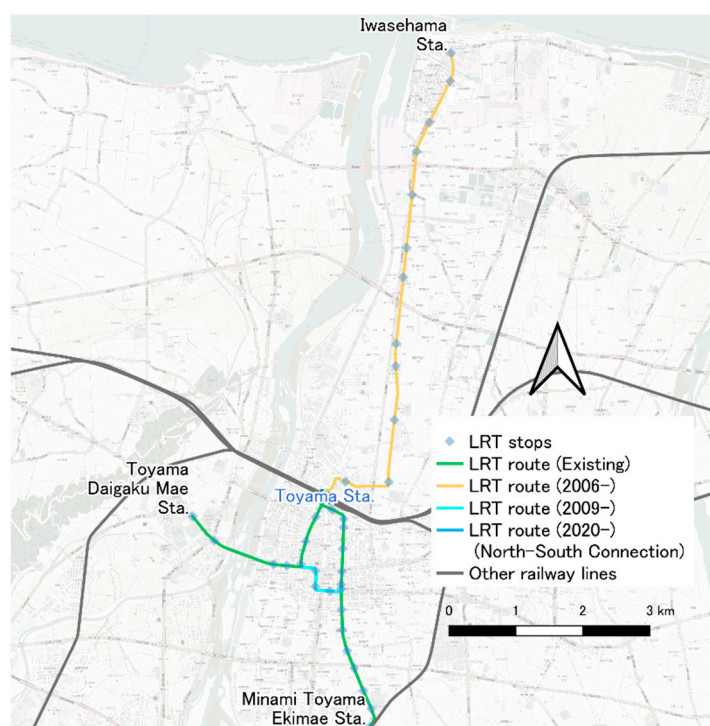 Iwasehama
Sta.
Toyama
Daigaku Mae
Sta.
Toyama Sta.
Minami Toyama
Ekimae Sta.
LRT stops
LRT route (Existing)
LRT route (2006-)
LRT route (2009-)
LRT route (2020-)
(North-South Connection)
Other railway lines
0 1 2 3 km